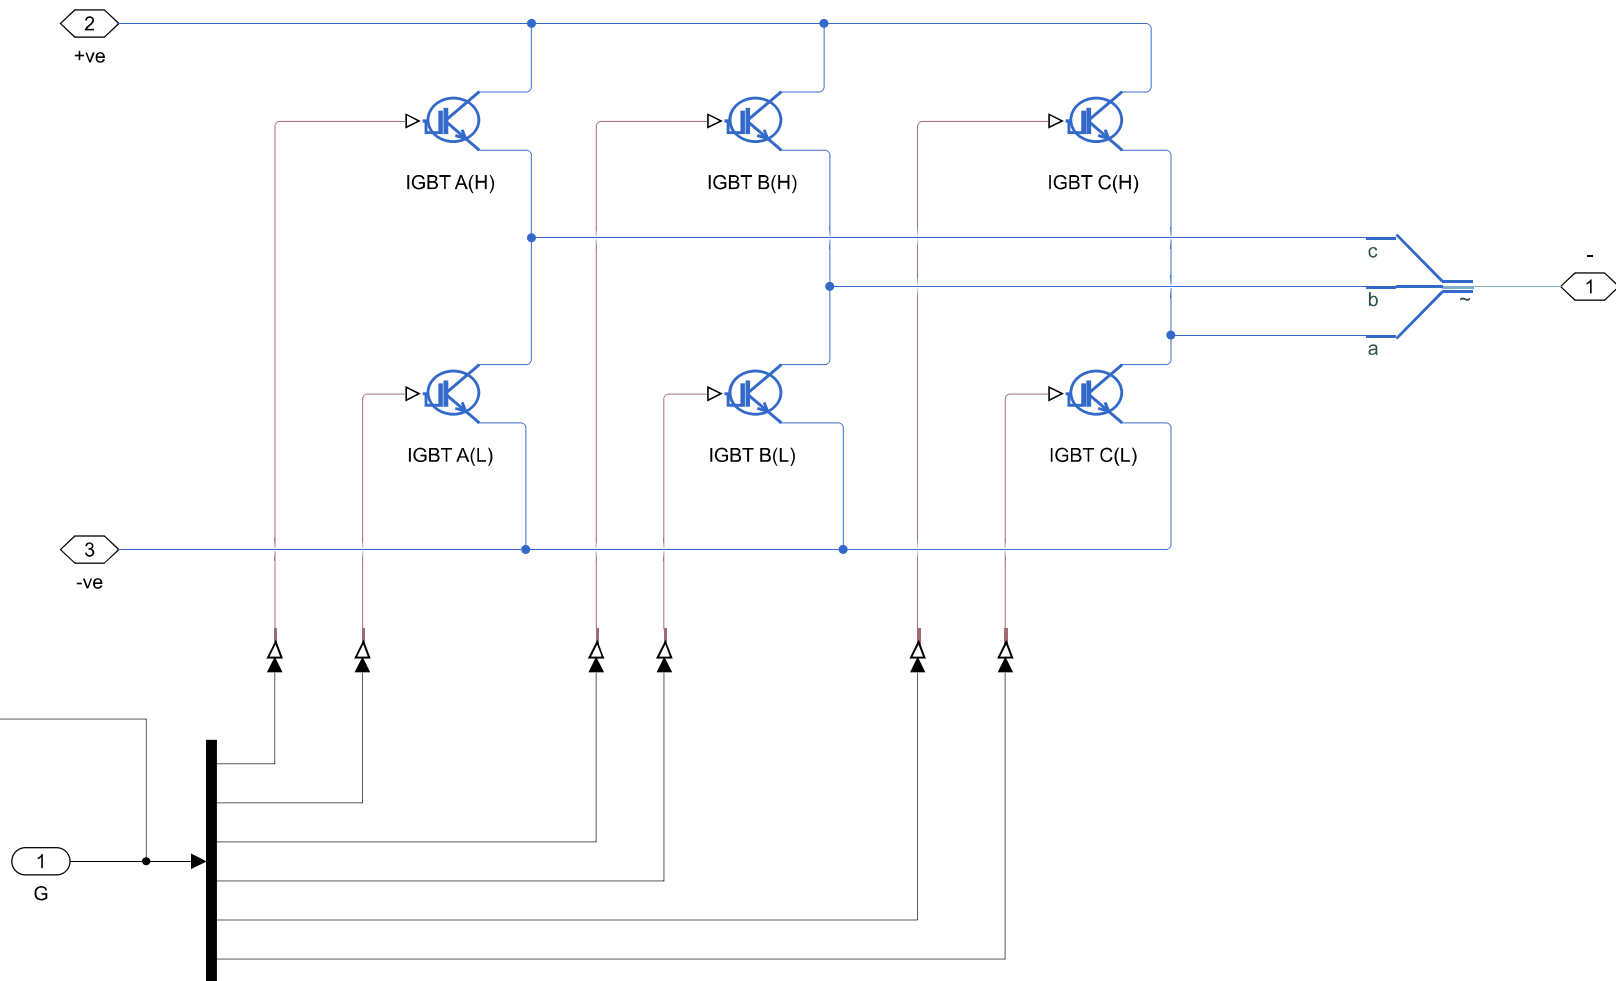 2
+ve
IGBT A(H)
IGBT B(H)
IGBT C(H)
c
b
a
~
-
1
IGBT A(L)
IGBT B(L)
IGBT C(L)
3
-ve
1
G